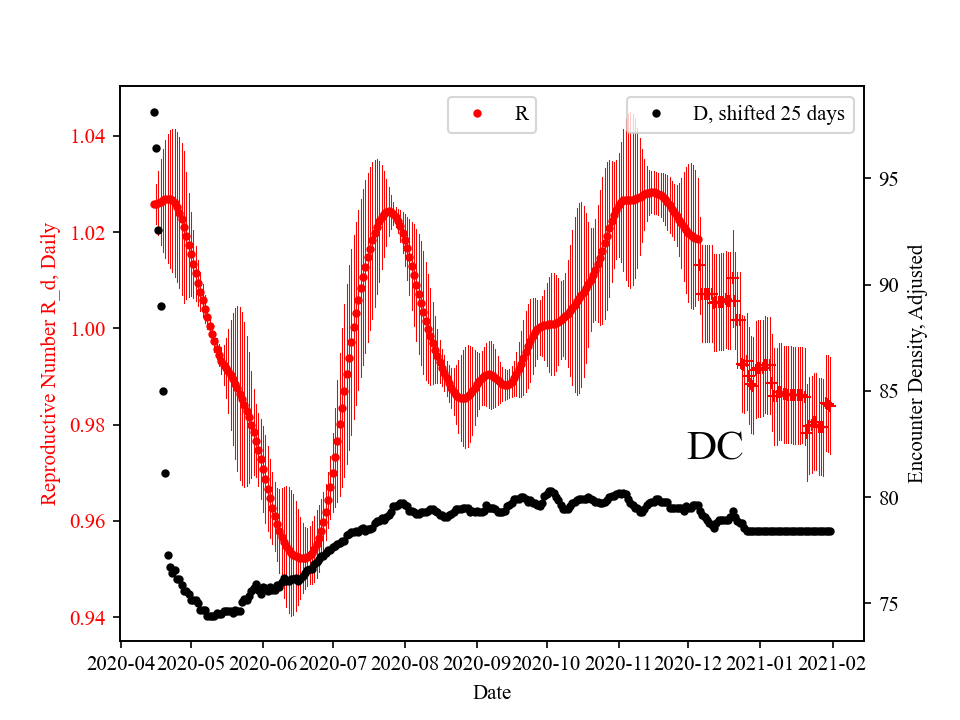 R
D, shifted 25 days
1.04
1.02
1.00
0.98
0.96
0.94
Reproductive Number R_d, Daily
95
90
85
80
75
Encounter Density, Adjusted
DC
2020-04 2020-05 2020-06 2020-07 2020-08 2020-09 2020-10 2020-11 2020-12 2021-01 2021-02
Date